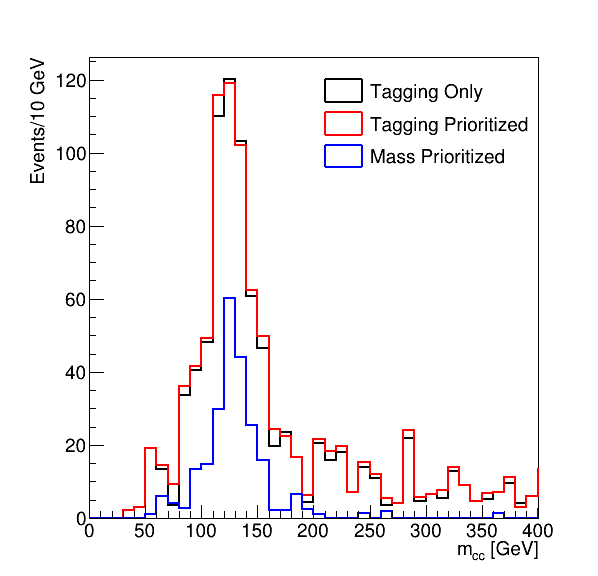 Events/10 GeV
120
100
80
60
40
20
0
Tagging Only
Tagging Prioritized
Mass Prioritized
0 50 100 150 200 250 300 350 400
m_cc [GeV]